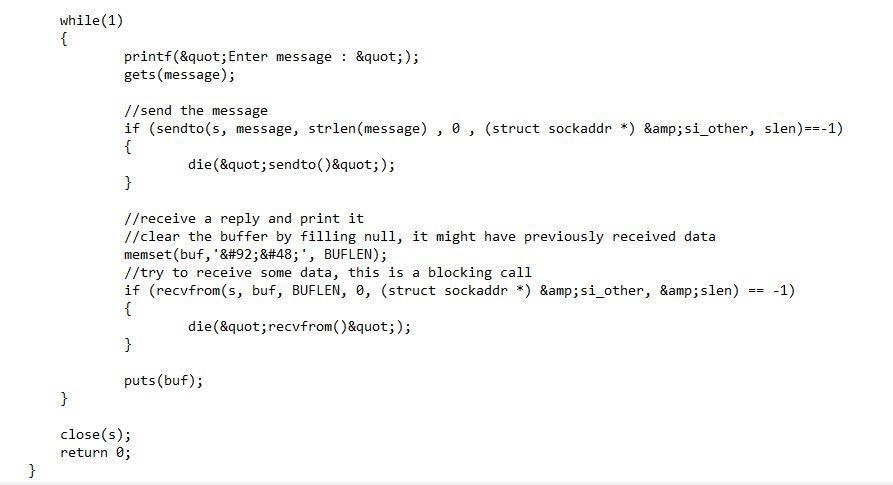 while(1)
{
printf(&quot;Enter message : &quot;);
gets(message);
//send the message
if (sendto(s, message, strlen(message) , 0 , (struct sockaddr *) &amp;si_other, slen)==-1)
{
die(&quot;sendto()&quot;);
}
//receive a reply and print it
//clear the buffer by filling null, it might have previously received data
memset(buf,'&#92;&#48;', BUFLEN);
//try to receive some data, this is a blocking call
if (recvfrom(s, buf, BUFLEN, 0, (struct sockaddr *) &amp;si_other, &amp;slen) == -1)
{
die(&quot;recvfrom()&quot;);
}
puts(buf);
}
close(s);
return 0;
}